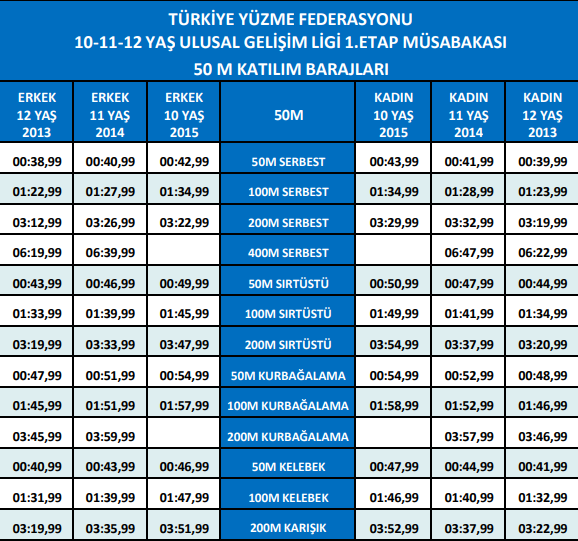 TÜRKİYE YÜZME FEDERASYONU
10-11-12 YAŞ ULUSAL GELİŞİM LİGİ 1.ETAP MÜSABAKASI
50 M KATILIM BARAJLARI
ERKEK 12 YAŞ 2013 ERKEK 11 YAŞ 2014 ERKEK 10 YAŞ 2015 50M KADIN 10 YAŞ 2015 KADIN 11 YAŞ 2014 KADIN 12 YAŞ 2013
00:38,99 00:40,99 00:42,99 50M SERBEST 00:43,99 00:41,99 00:39,99
01:22,99 01:27,99 01:34,99 100M SERBEST 01:34,99 01:28,99 01:23,99
03:12,99 03:26,99 03:22,99 200M SERBEST 03:29,99 03:32,99 03:19,99
06:19,99 06:39,99 400M SERBEST 06:47,99 06:22,99
00:43,99 00:46,99 00:49,99 50M SIRTÜSTÜ 00:50,99 00:47,99 00:44,99
01:33,99 01:39,99 01:45,99 100M SIRTÜSTÜ 01:49,99 01:41,99 01:34,99
03:19,99 03:33,99 03:47,99 200M SIRTÜSTÜ 03:54,99 03:37,99 03:20,99
00:47,99 00:51,99 00:54,99 50M KURBAĞALAMA 00:54,99 00:52,99 00:48,99
01:45,99 01:51,99 01:57,99 100M KURBAĞALAMA 01:58,99 01:52,99 01:46,99
03:45,99 03:59,99 200M KURBAĞALAMA 03:57,99 03:46,99
00:40,99 00:43,99 00:46,99 50M KELEBEK 00:47,99 00:44,99 00:41,99
01:31,99 01:39,99 01:47,99 100M KELEBEK 01:46,99 01:40,99 01:32,99
03:19,99 03:35,99 03:51,99 200M KARIŞIK 03:52,99 03:37,99 03:22,99